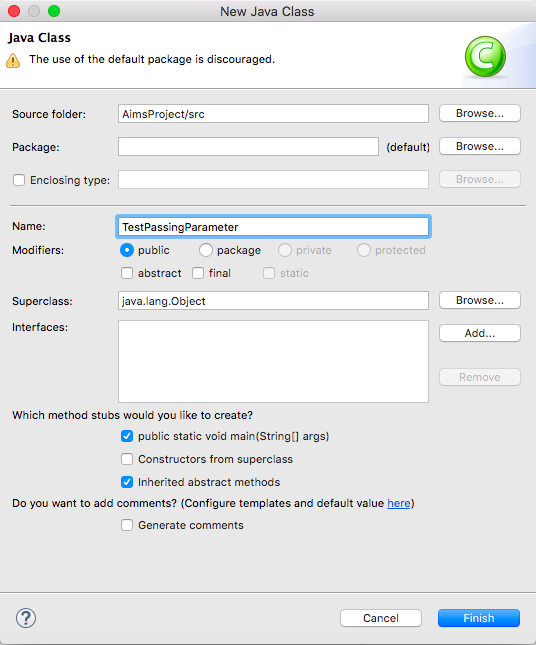 New Java Class
Java Class
The use of the default package is discouraged.
Source folder: AimsProject/src Browse...
Package: (default) Browse...
Enclosing type: Browse...
Name: TestPassingParameter
Modifiers: public package private protected
abstract final static
Superclass: java.lang.Object Browse...
Interfaces: Add...
Remove
Which method stubs would you like to create?
public static void main(String[] args)
Constructors from superclass
Inherited abstract methods
Do you want to add comments? (Configure templates and default value here)
Generate comments
? Cancel Finish